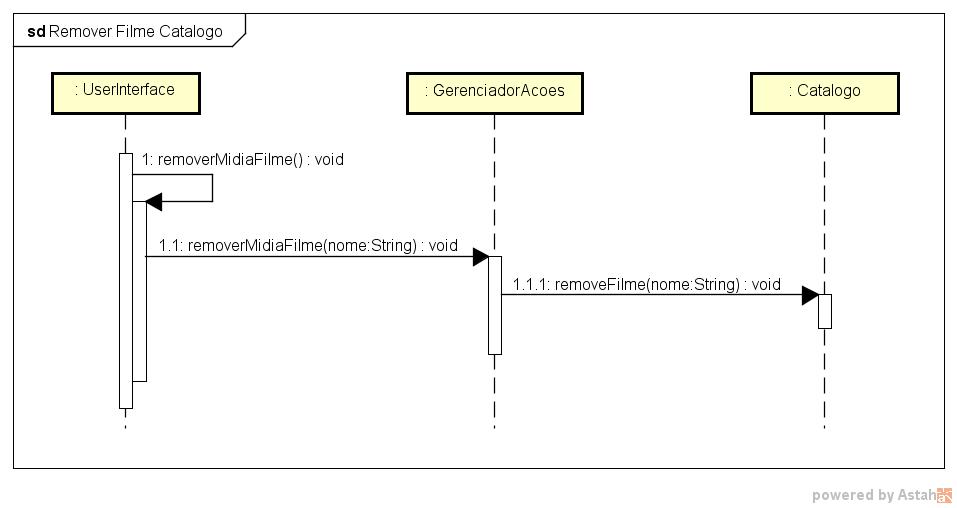 sd Remover Filme Catalogo
: UserInterface
: GerenciadorAcoes
: Catalogo
1: removerMidiaFilme() : void
1.1: removerMidiaFilme(nome:String) : void
1.1.1: removeFilme(nome:String) : void
powered by Astah